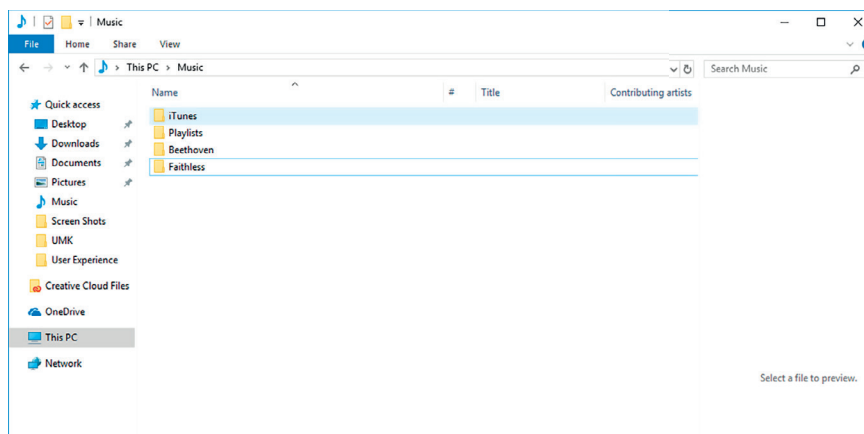 Music
File Home Share View
This PC > Music
Search Music
Name # Title Contributing artists
Quick access
Desktop
Downloads
Documents
Pictures
Music
Screen Shots
UMK
User Experience
Creative Cloud Files
OneDrive
This PC
Network
iTunes
Playlists
Beethoven
Faithless
Select a file to preview.